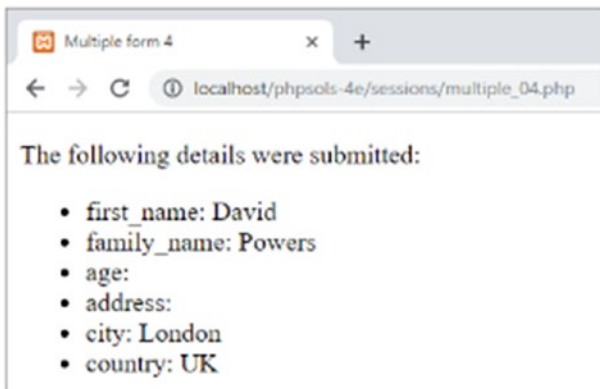 Multiple form 4
localhost/phpsols-4e/sessions/multiple_04.php
The following details were submitted:
first_name: David
family_name: Powers
age:
address:
city: London
country: UK